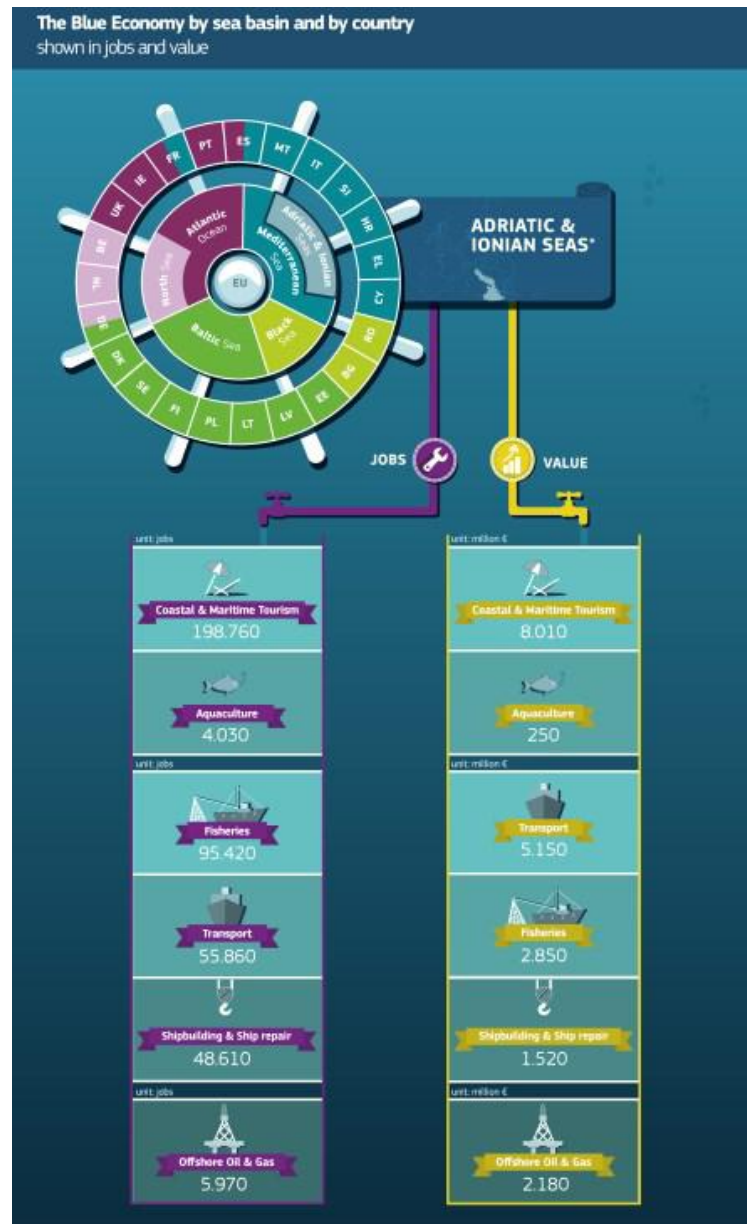 The Blue Economy by sea basin and by country
shown in jobs and value
UK
IE
FR
PT
ES
MT
IT
SI
HR
EL
CY
RO
BG
EE
LV
LT
PL
FI
SE
DK
DE
NL
BE
Atlantic
Ocean
Adriatic & Ionian
Seas
Mediterranean
Sea
North Sea
EU
Baltic Sea
Black
Sea
ADRIATIC &
IONIAN SEAS*
JOBS
VALUE
unit: jobs
Coastal & Maritime Tourism
198.760
Aquaculture
4.030
unit: jobs
Fisheries
95.420
Transport
55.860
Shipbuilding & Ship repair
48.610
unit: jobs
Offshore Oil & Gas
5.970
unit: million €
Coastal & Maritime Tourism
8.010
Aquaculture
250
unit: million €
Transport
5.150
Fisheries
2.850
Shipbuilding & Ship repair
1.520
unit: million €
Offshore Oil & Gas
2.180